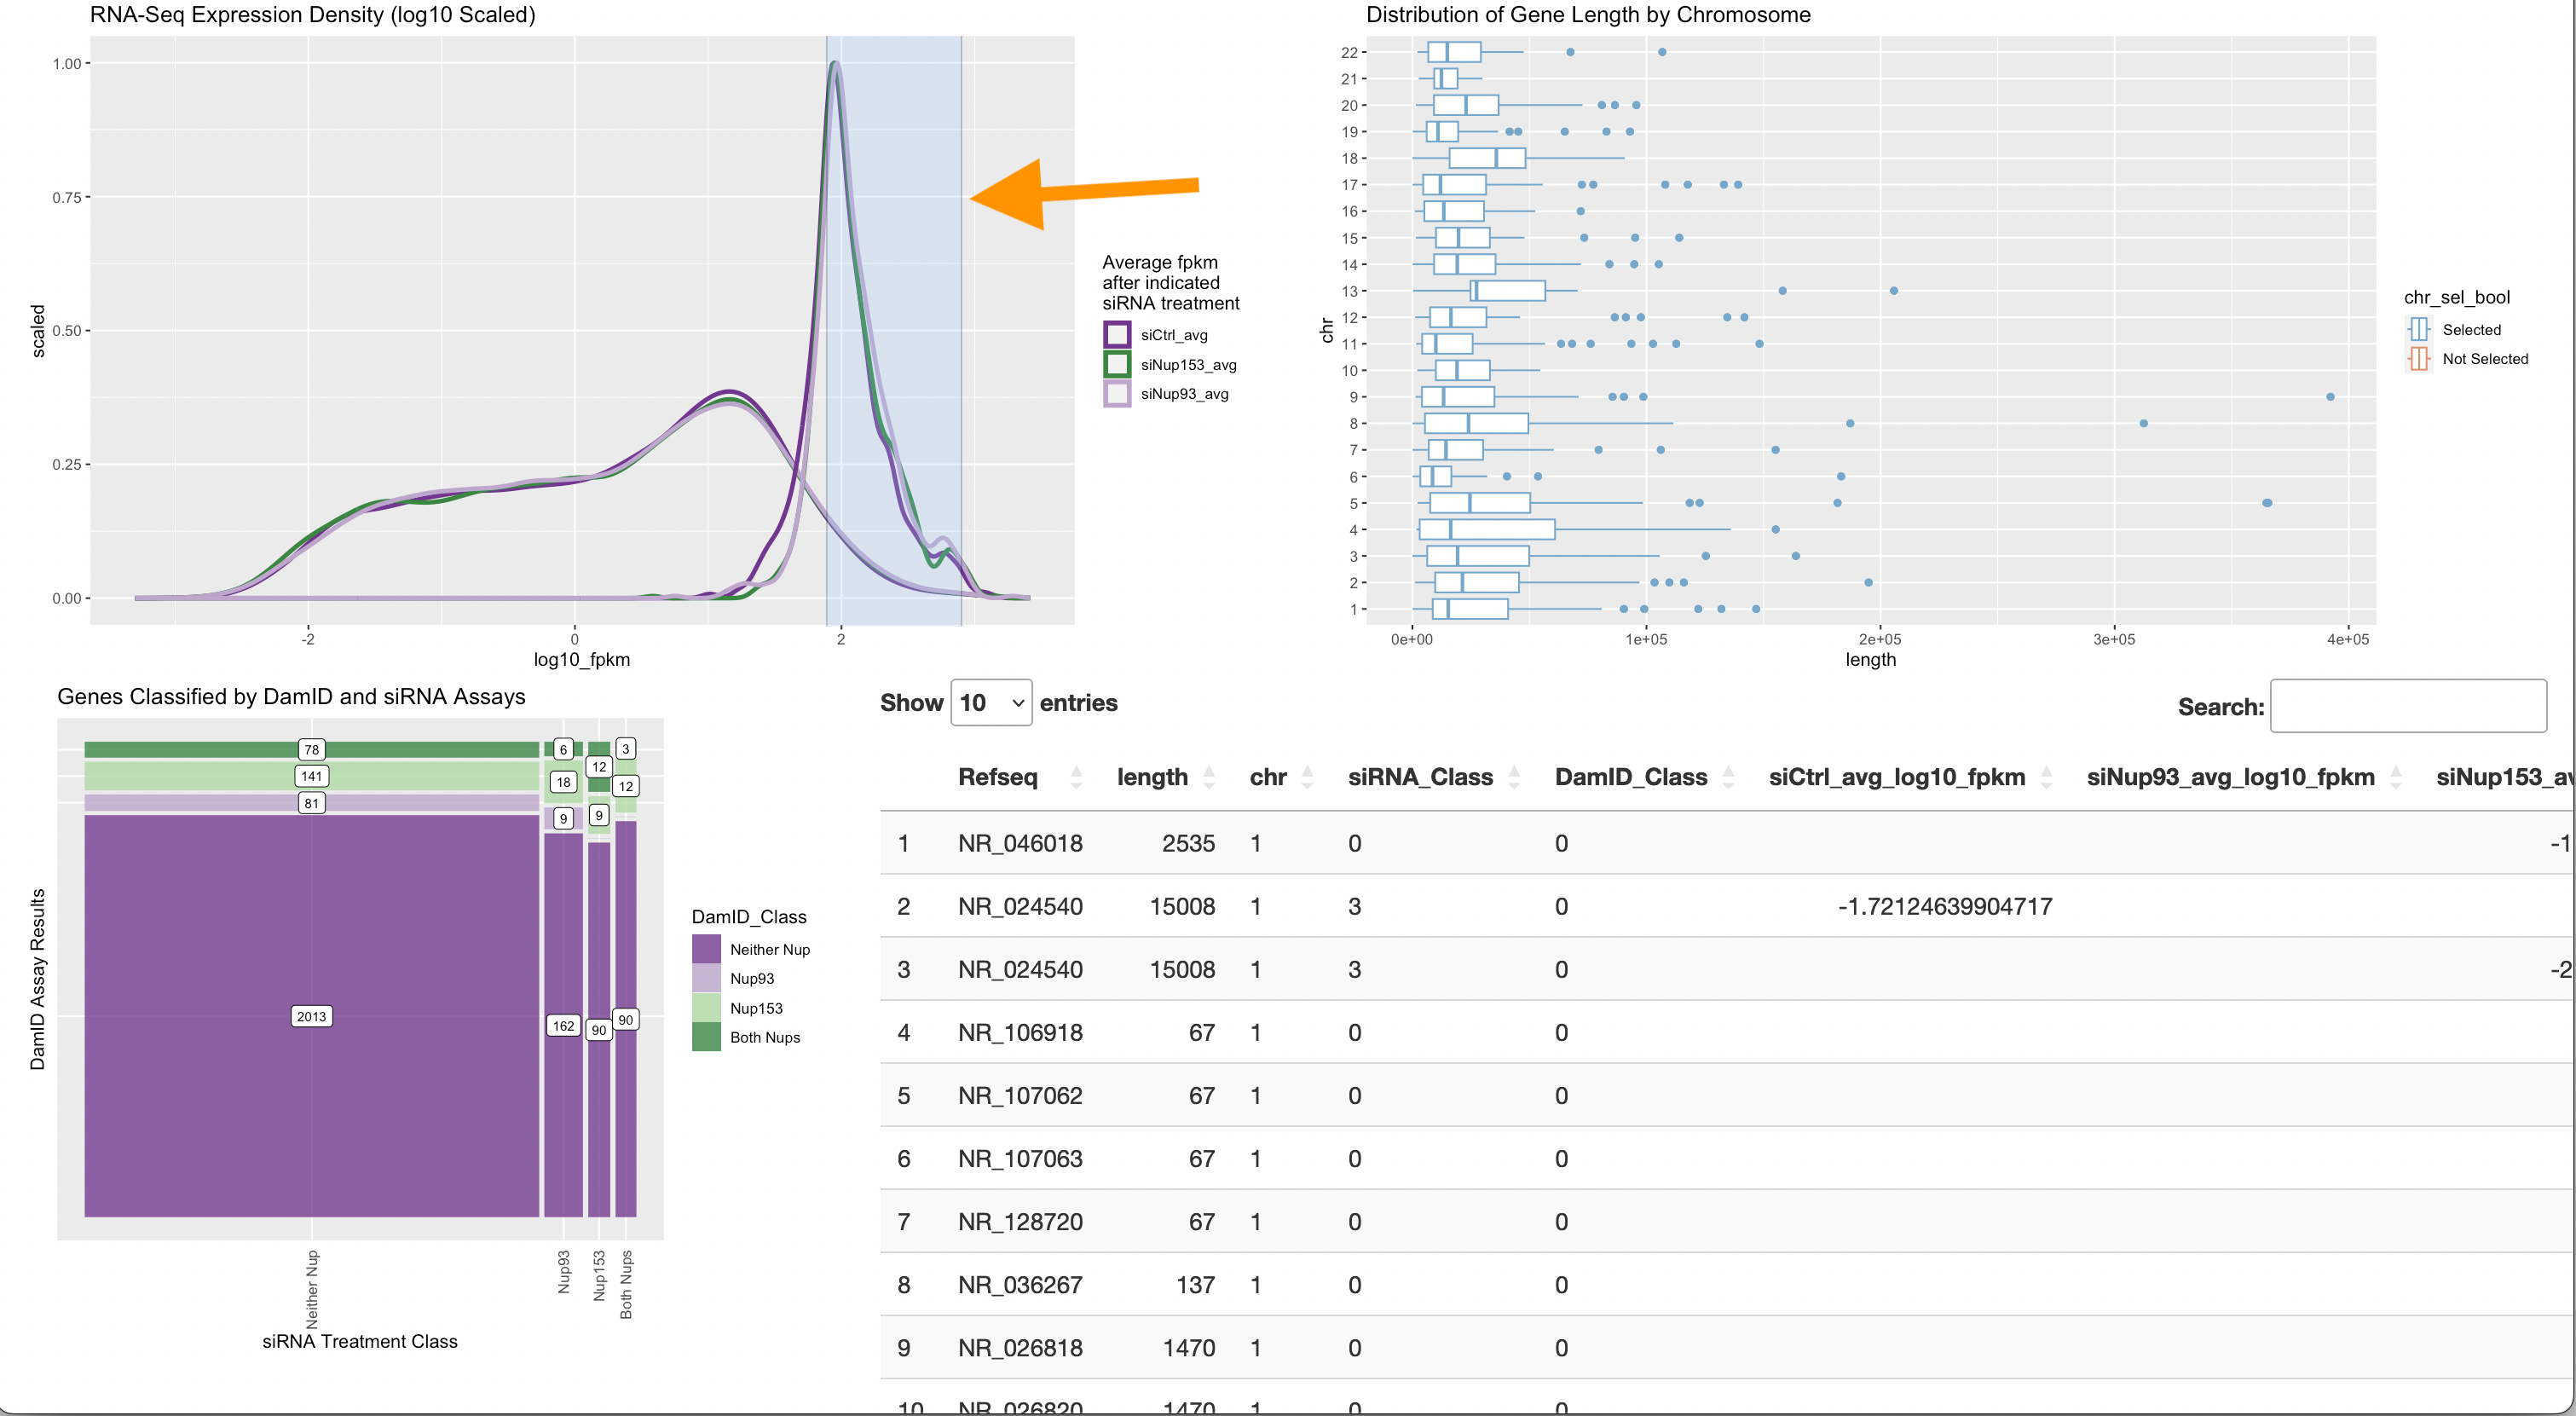 RNA-Seq Expression Density (log10 Scaled)
1.00
0.75
0.50
0.25
0.00
scaled
-2
0
2
log10_fpkm
Average fpkm
after indicated
siRNA treatment
siCtrl_avg
siNup153_avg
siNup93_avg
Distribution of Gene Length by Chromosome
22
21
20
19
18
17
16
15
14
13
12
11
10
9
8
7
6
5
4
3
2
1
chr
0e+00
1e+05
2e+05
3e+05
4e+05
length
chr_sel_bool
Selected
Not Selected
Genes Classified by DamID and siRNA Assays
78 6 12 3
141 18 9 12
81 9
2013 162 90 90
DamID Assay Results
Neither Nup
Nup93
Nup153
Both Nups
siRNA Treatment Class
DamID_Class
Neither Nup
Nup93
Nup153
Both Nups
Show 10 entries
Search:
Refseq length chr siRNA_Class DamID_Class siCtrl_avg_log10_fpkm siNup93_avg_log10_fpkm siNup153_av
1 NR_046018 2535 1 0 0 -1
2 NR_024540 15008 1 3 0 -1.72124639904717
3 NR_024540 15008 1 3 0 -2
4 NR_106918 67 1 0 0
5 NR_107062 67 1 0 0
6 NR_107063 67 1 0 0
7 NR_128720 67 1 0 0
8 NR_036267 137 1 0 0
9 NR_026818 1470 1 0 0
10 NR_026820 1470 1 0 0